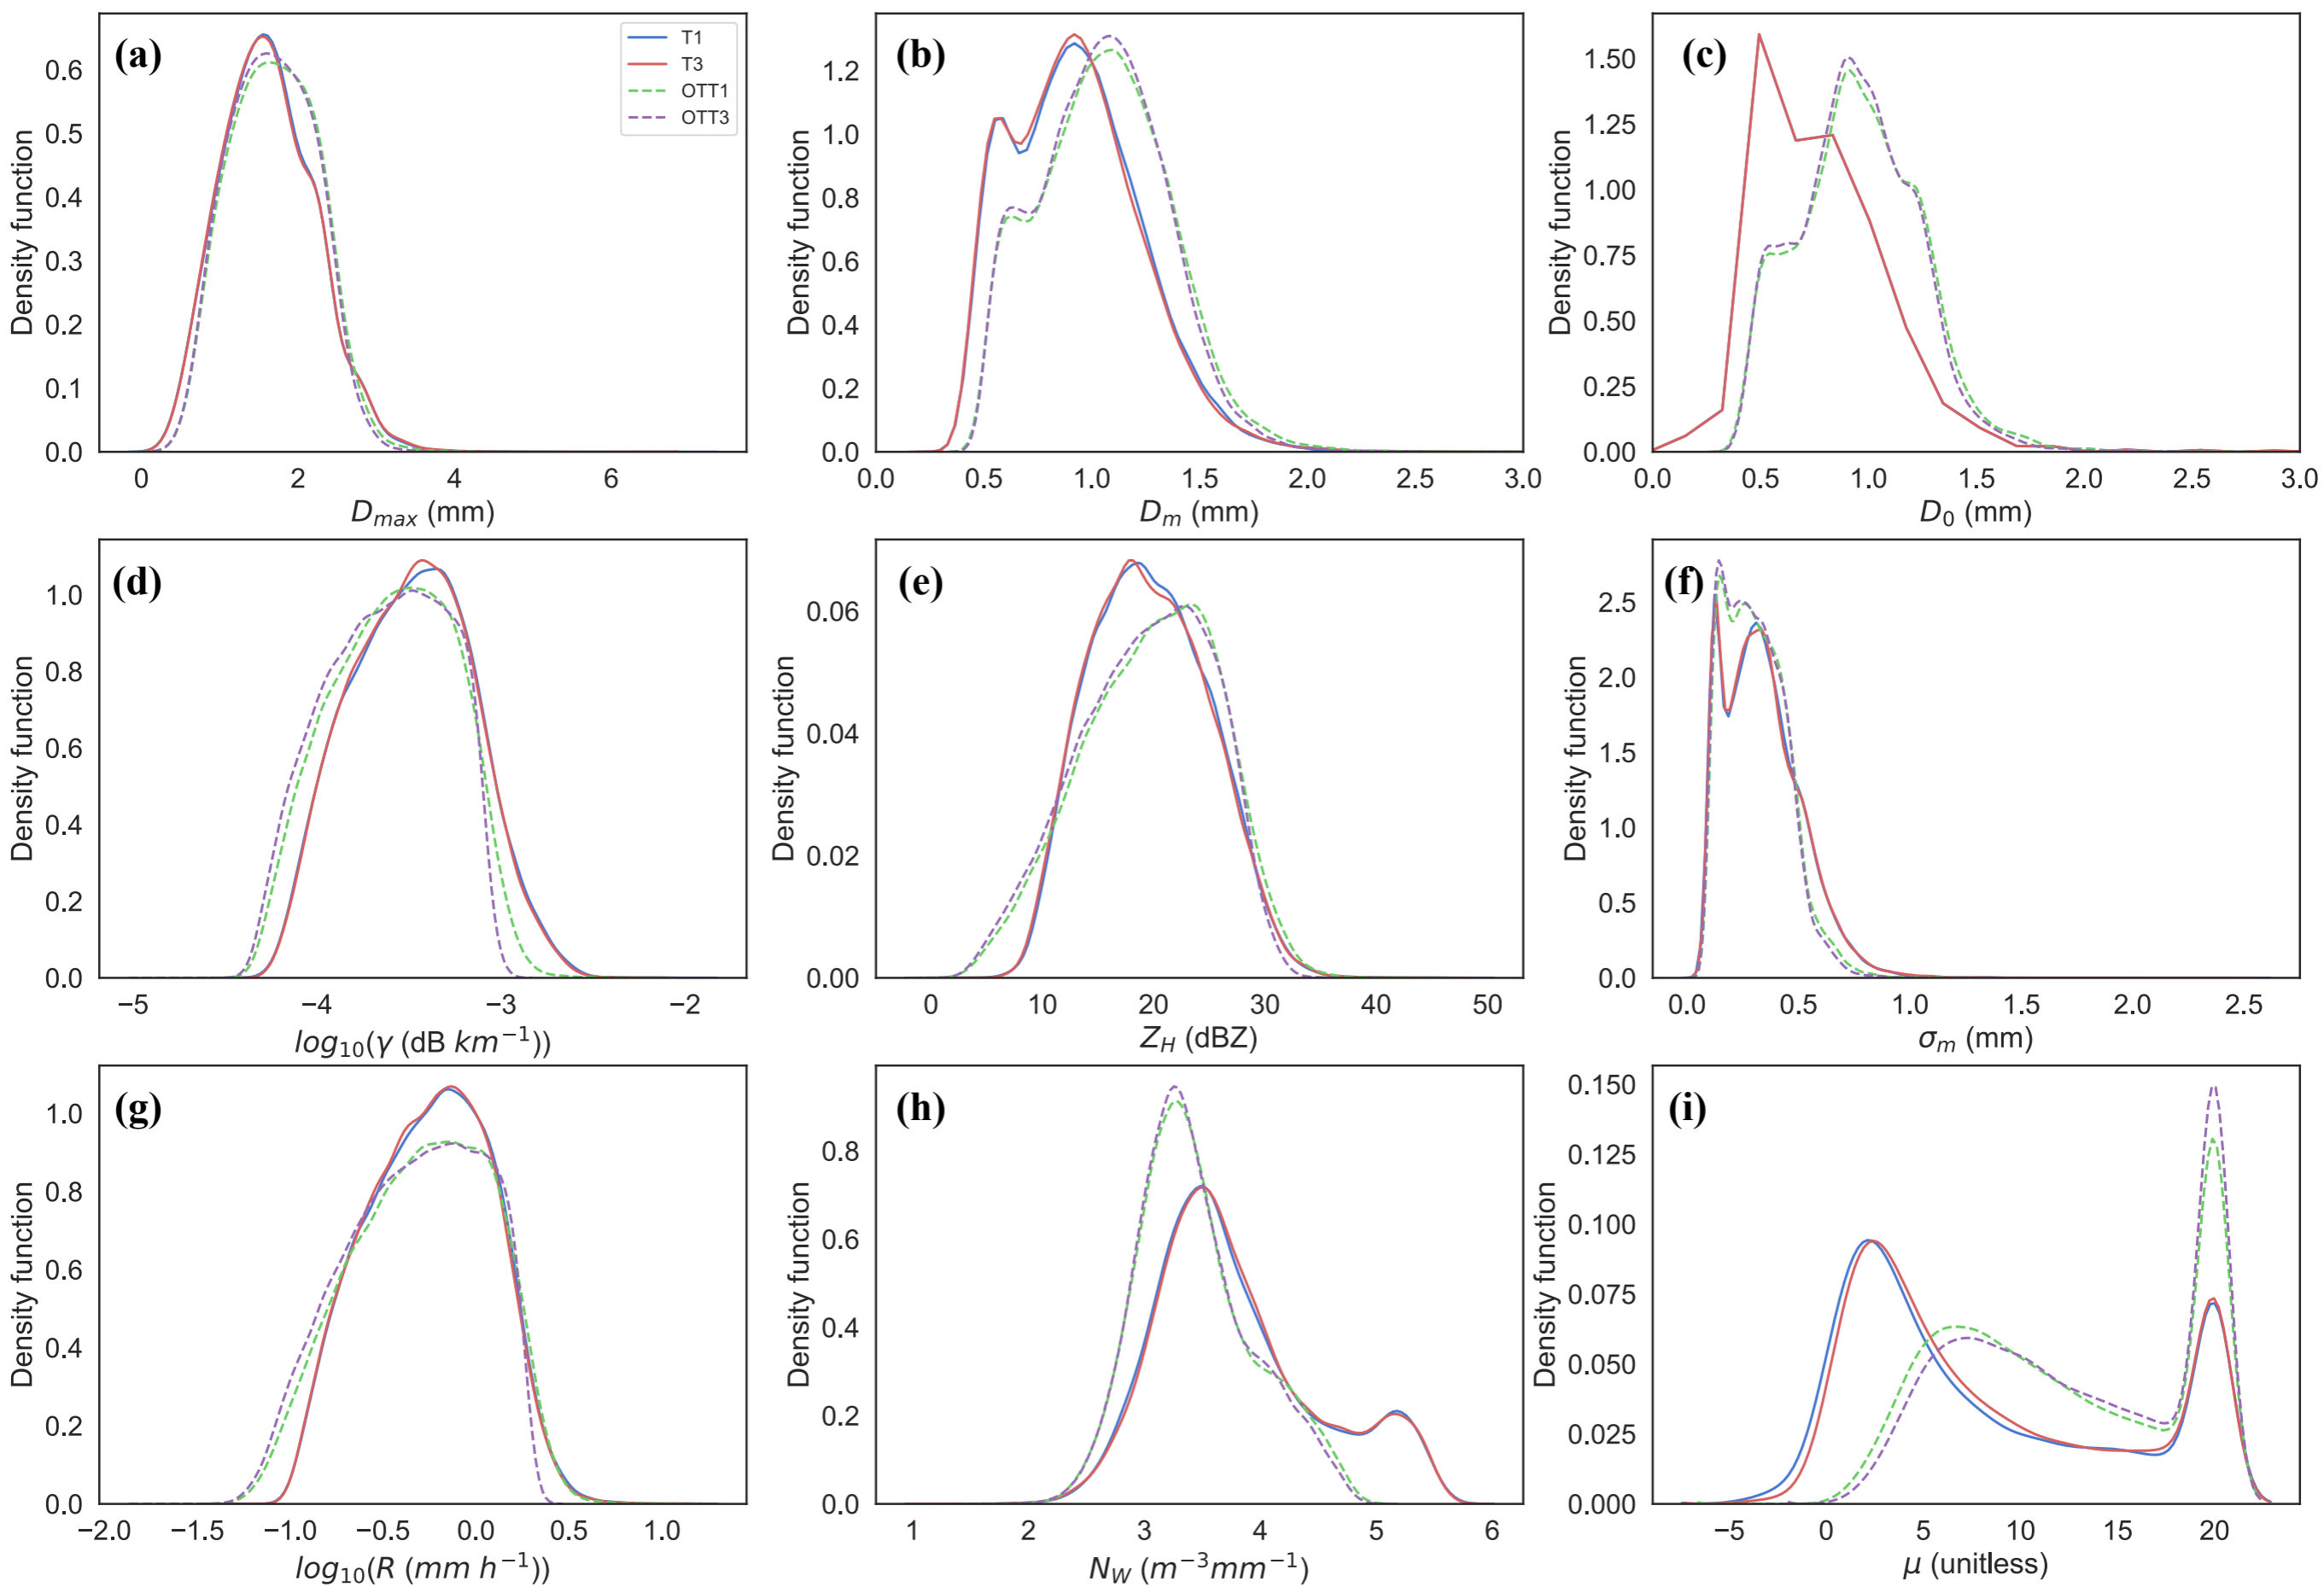 (a)
T1
T3
OTT1
OTT3
Density function
0.0
0.1
0.2
0.3
0.4
0.5
0.6
0 2 4 6
D_max (mm)
(b)
Density function
0.0
0.2
0.4
0.6
0.8
1.0
1.2
0.0 0.5 1.0 1.5 2.0 2.5 3.0
D_m (mm)
(c)
Density function
0.00
0.25
0.50
0.75
1.00
1.25
1.50
0.0 0.5 1.0 1.5 2.0 2.5 3.0
D_0 (mm)
(d)
Density function
0.0
0.2
0.4
0.6
0.8
1.0
−5 −4 −3 −2
log_10(γ (dB km^−1))
(e)
Density function
0.00
0.02
0.04
0.06
0 10 20 30 40 50
Z_H (dBZ)
(f)
Density function
0.0
0.5
1.0
1.5
2.0
2.5
0.0 0.5 1.0 1.5 2.0 2.5
σ_m (mm)
(g)
Density function
0.0
0.2
0.4
0.6
0.8
1.0
−2.0 −1.5 −1.0 −0.5 0.0 0.5 1.0
log_10(R (mm h^−1))
(h)
Density function
0.0
0.2
0.4
0.6
0.8
1 2 3 4 5 6
N_W (m^−3mm^−1)
(i)
Density function
0.000
0.025
0.050
0.075
0.100
0.125
0.150
−5 0 5 10 15 20
μ (unitless)